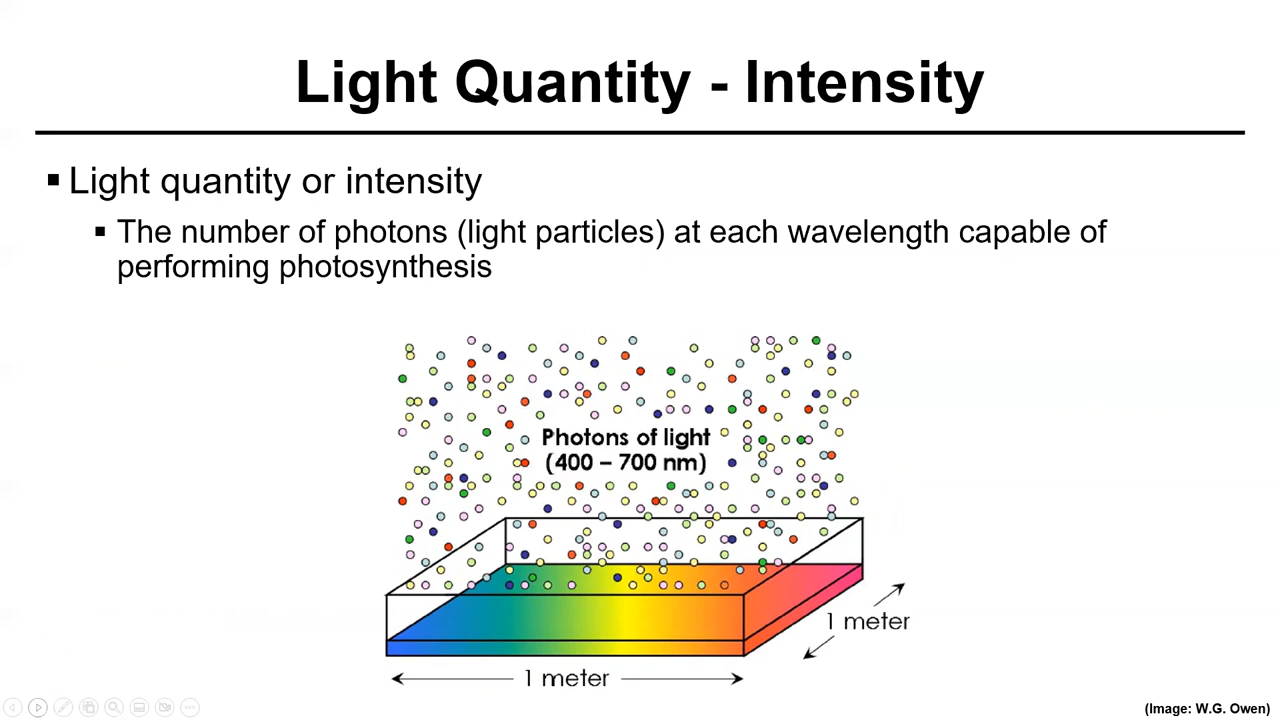 Light Quantity - Intensity
▪ Light quantity or intensity
▪ The number of photons (light particles) at each wavelength capable of
performing photosynthesis
Photons of light
(400 – 700 nm)
1 meter
1 meter
(Image: W.G. Owen)